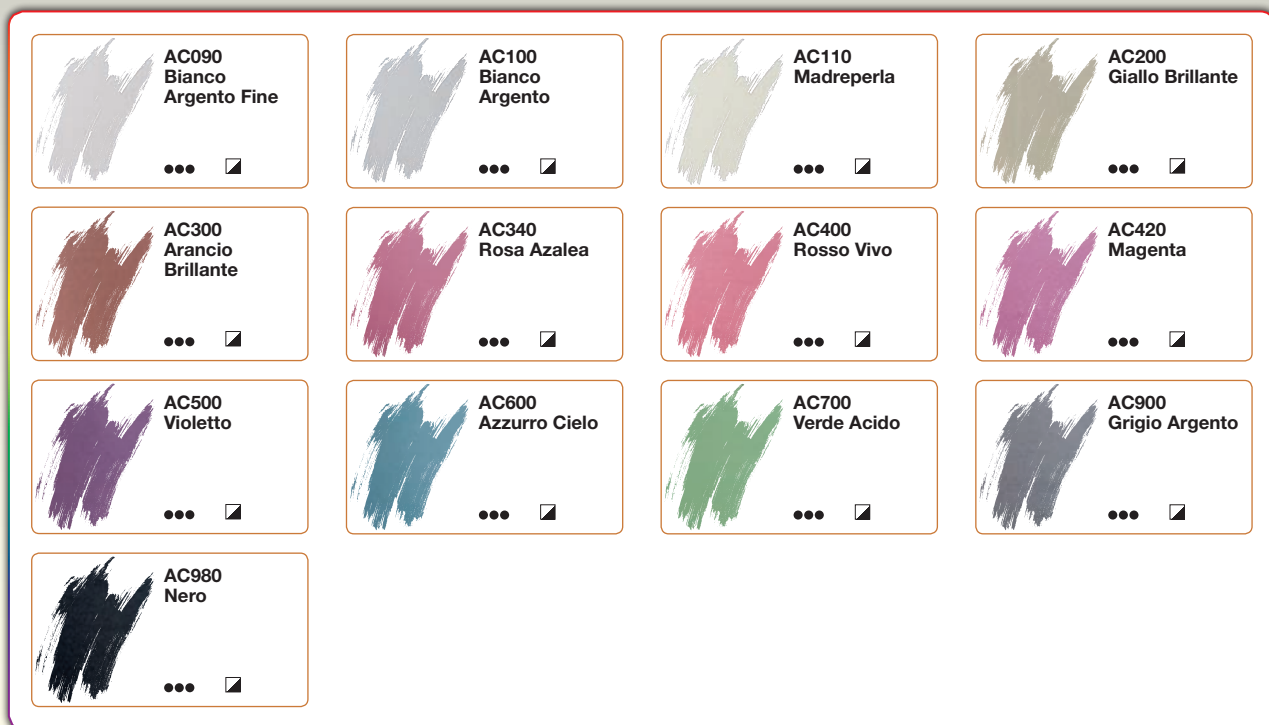 AC090
Bianco
Argento Fine
AC100
Bianco
Argento
AC110
Madreperla
AC200
Giallo Brillante
AC300
Arancio
Brillante
AC340
Rosa Azalea
AC400
Rosso Vivo
AC420
Magenta
AC500
Violetto
AC600
Azzurro Cielo
AC700
Verde Acido
AC900
Grigio Argento
AC980
Nero